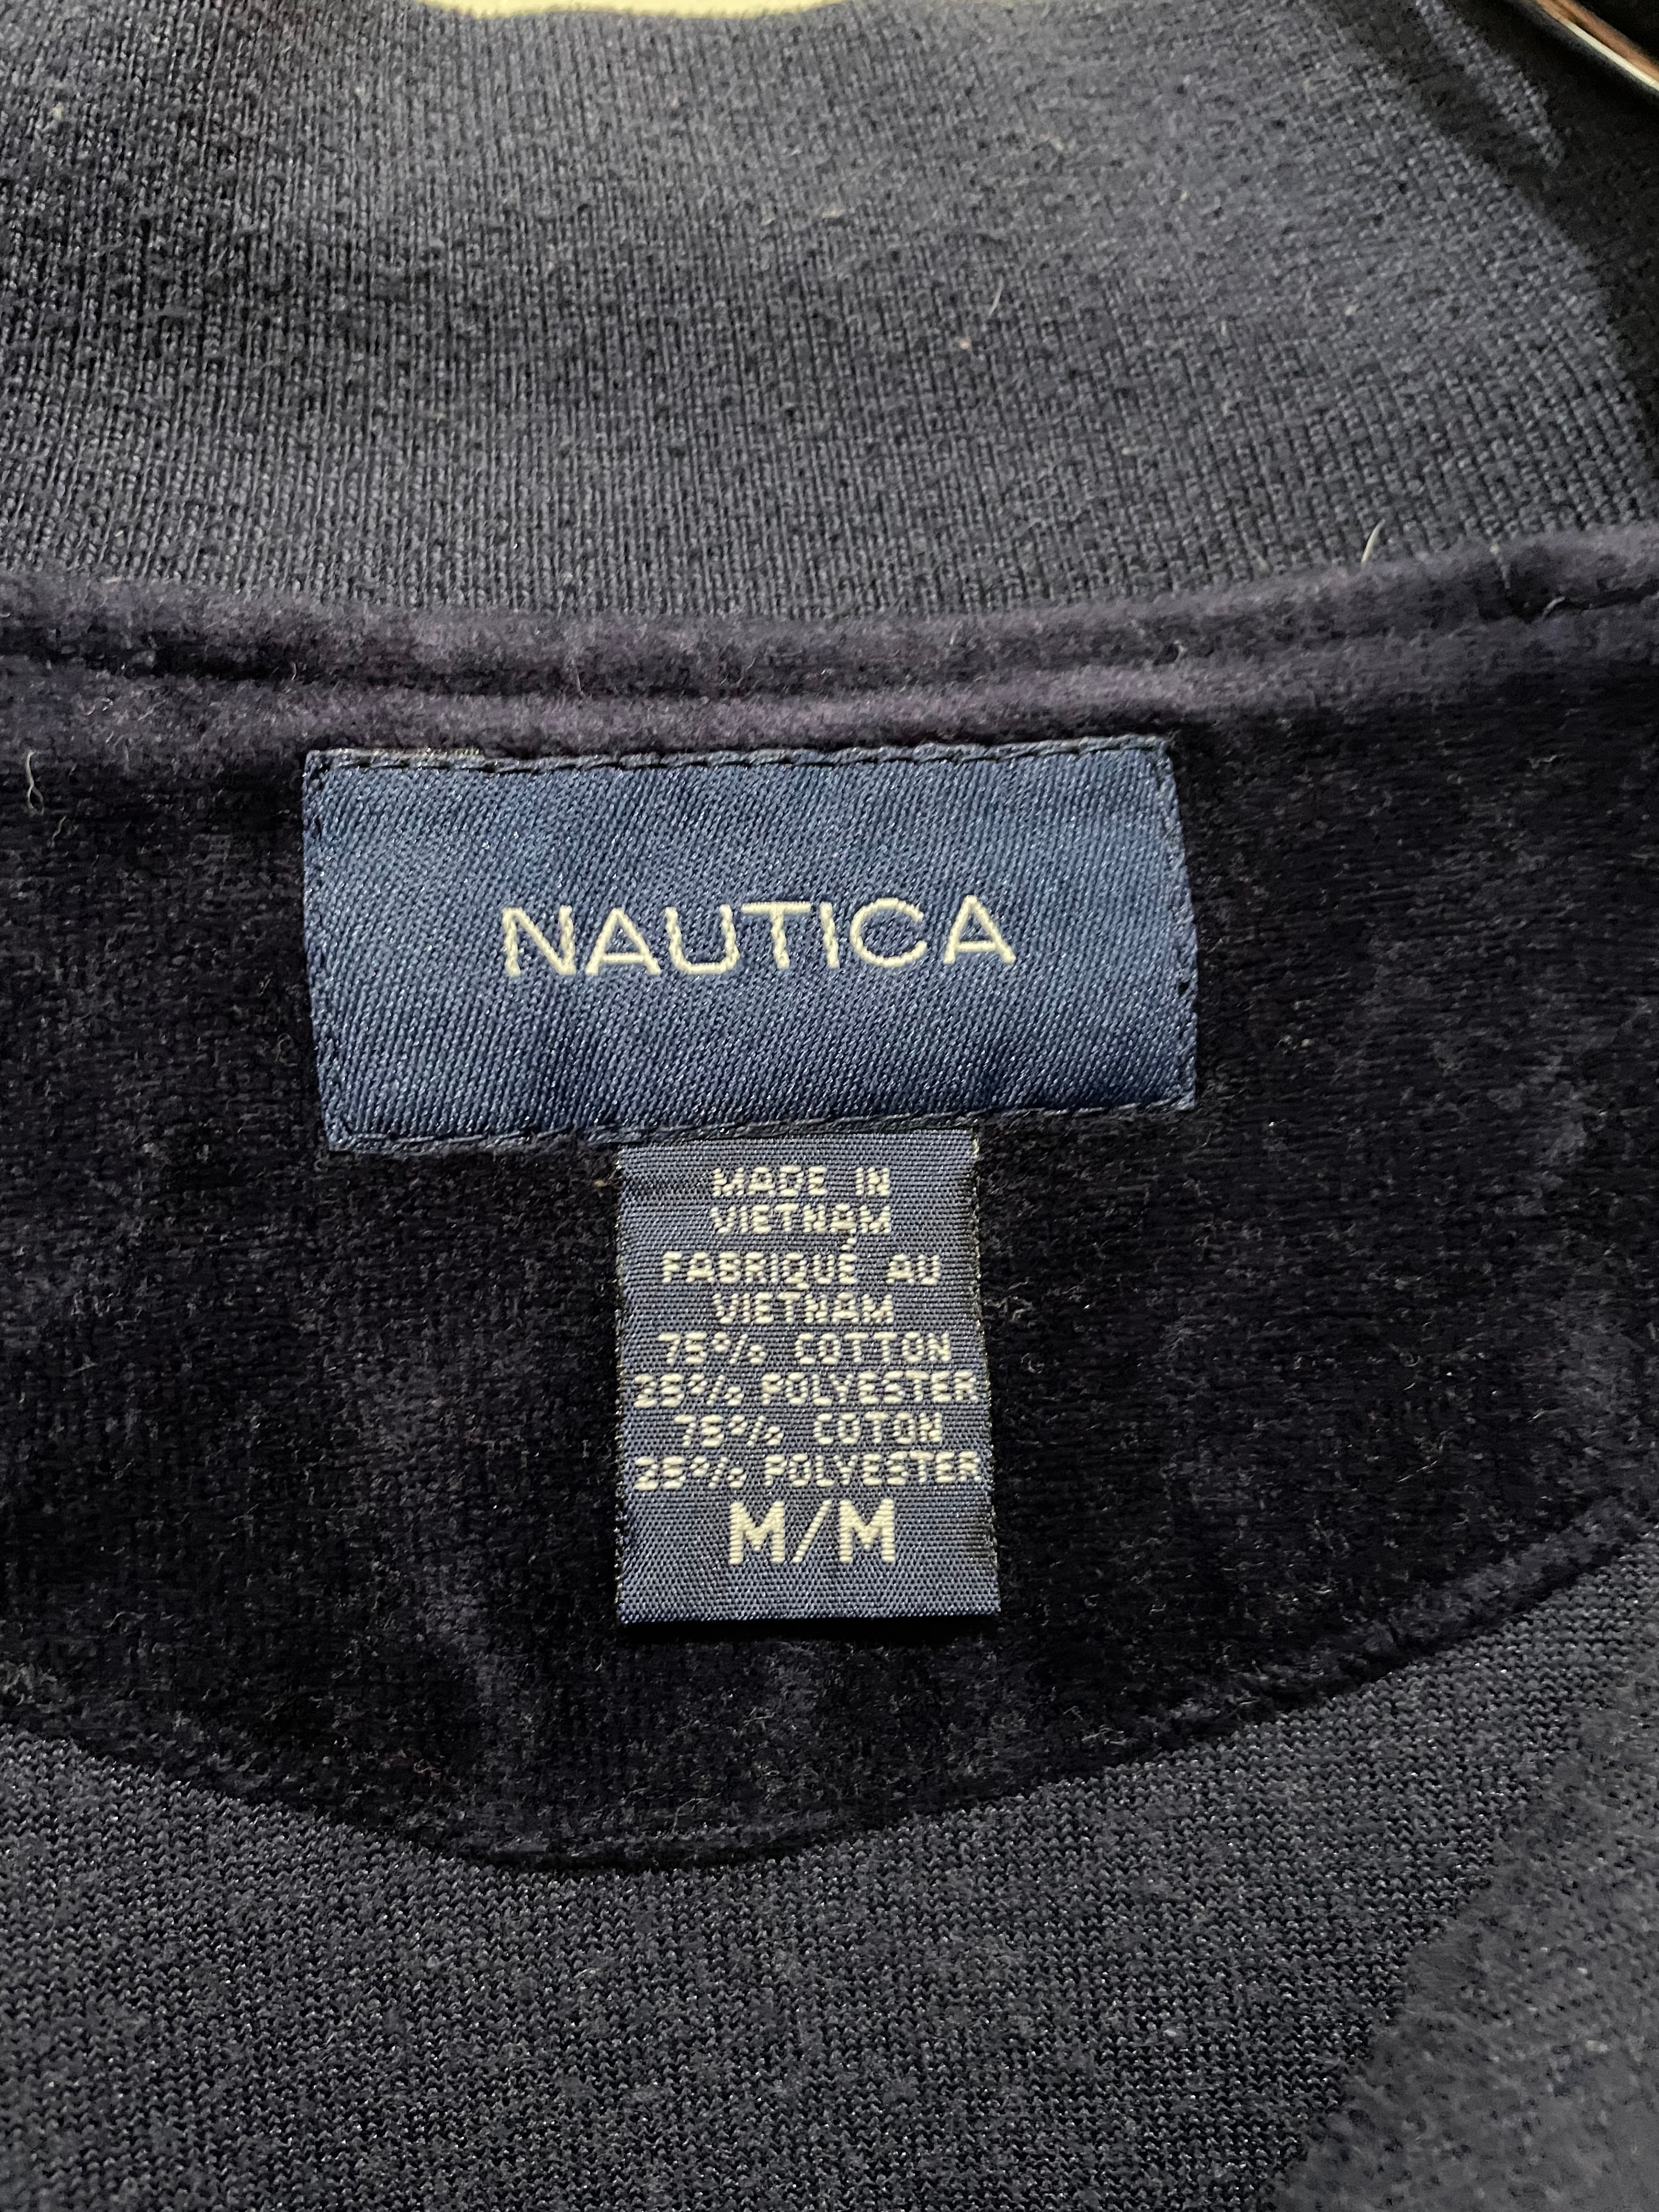 NAUTICA
MADE IN
VIETNAM
FABRIQUÉ AU
VIETNAM
75% COTTON
25% POLYESTER
75% COTON
25% POLYESTER
M/M